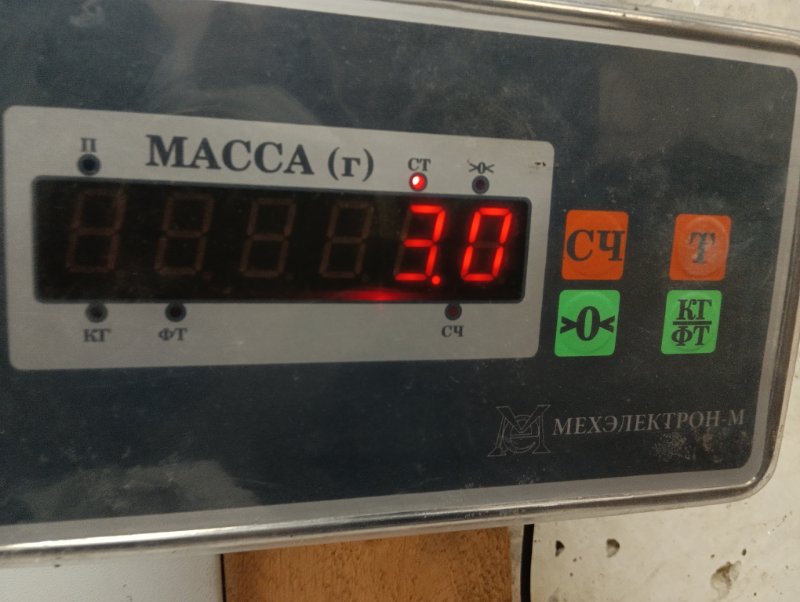 П
МАССА (г)
СТ
>0<
3.0
КГ
ФТ
СЧ
СЧ
Т
>0<
КГ
ФТ
МЕХЭЛЕКТРОН-М